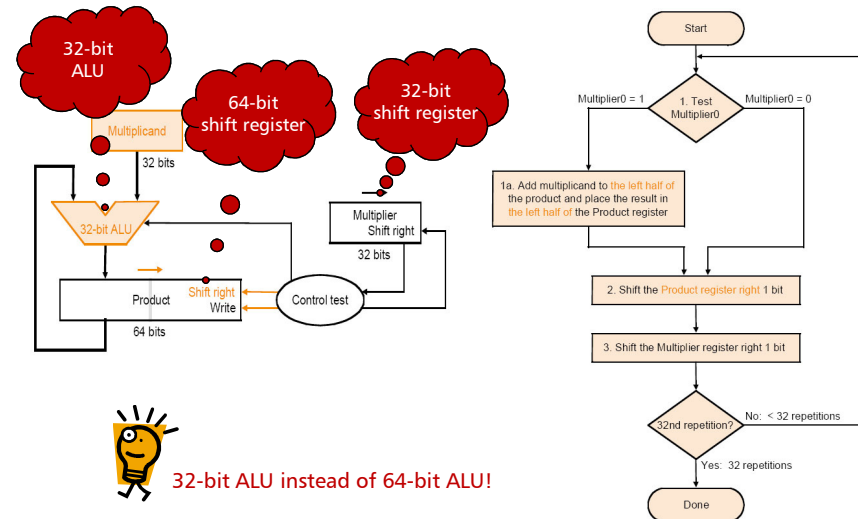 32-bit
ALU
64-bit
shift register
32-bit
shift register
Multiplicand
32 bits
32-bit ALU
Multiplier
Shift right
32 bits
Product
Shift right
Write
64 bits
Control test
32-bit ALU instead of 64-bit ALU!
Start
Multiplier0 = 1
1. Test
Multiplier0
Multiplier0 = 0
1a. Add multiplicand to the left half of
the product and place the result in
the left half of the Product register
2. Shift the Product register right 1 bit
3. Shift the Multiplier register right 1 bit
32nd repetition?
No: < 32 repetitions
Yes: 32 repetitions
Done